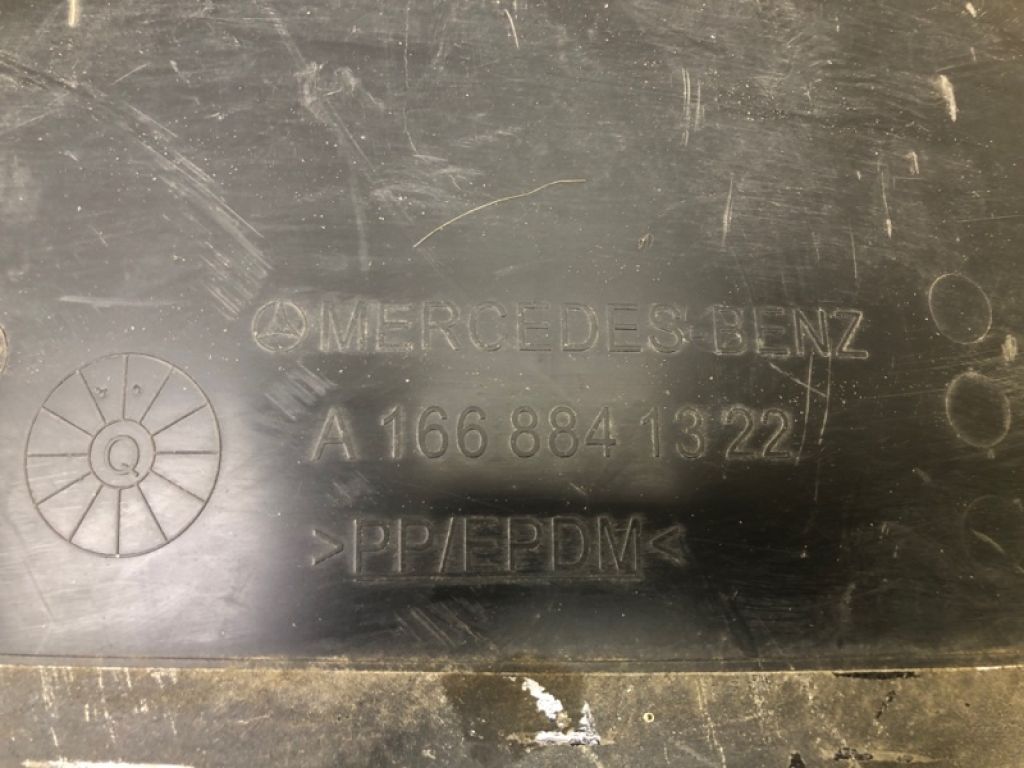 MERCEDES-BENZ
A 166 884 13 22
Q
>PP/EPDM<